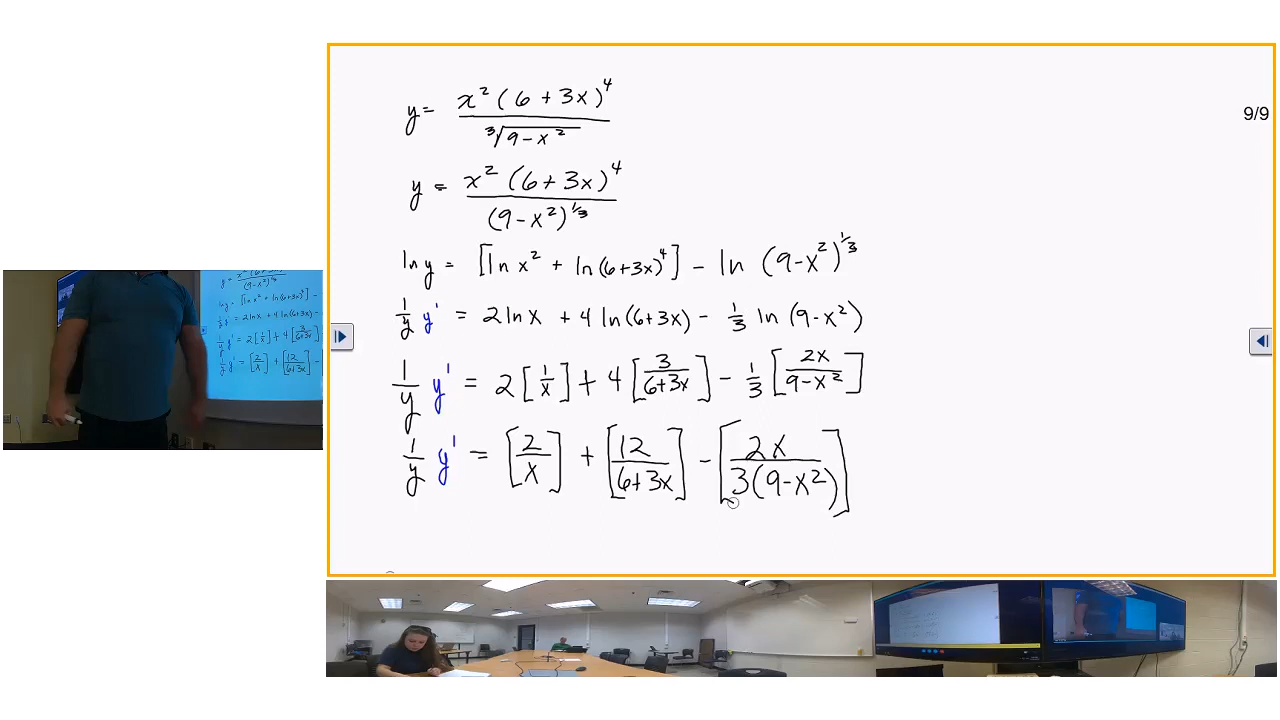 9/9
y = x² (6 + 3x)⁴ / ³√9 - x²
y = x² (6 + 3x)⁴ / (9 - x²)^⅓
ln y = [ln x² + ln (6+3x)⁴] - ln (9 - x²)^⅓
1/y y' = 2 ln x + 4 ln (6+3x) - 1/3 ln (9 - x²)
1/y y' = 2 [1/x] + 4 [3/(6+3x)] - 1/3 [2x/(9-x²)]
1/y y' = [2/x] + [12/(6+3x)] - [2x/3(9-x²)]